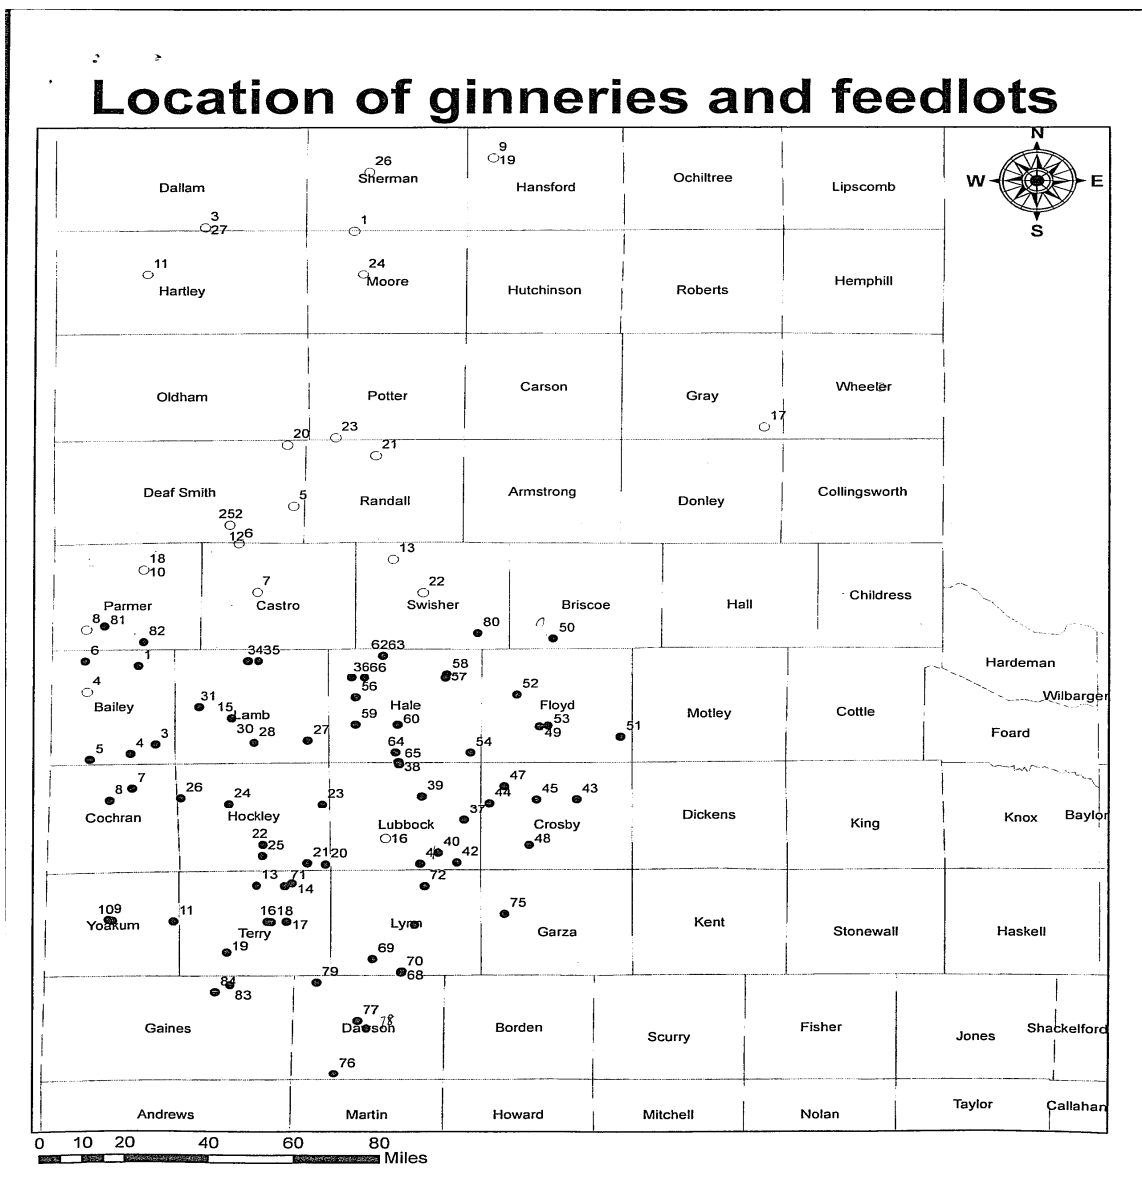 Location of ginneries and feedlots
N
W E
S
26
9
19
Dallam
Sherman
Hansford
Ochiltree
Lipscomb
3
27
1
11
24
Hartley
Moore
Hutchinson
Roberts
Hemphill
Oldham
Potter
Carson
Gray
Wheeler
17
20
23
21
Deaf Smith
5
Randall
Armstrong
Donley
Collingsworth
252
126
18
10
13
7
22
Parmer
Castro
Swisher
Briscoe
Hall
Childress
8 81
82
80
50
6
1
3435
6263
58
57
Hardeman
4
3666
56
52
Wilbarger
Bailey
31
15
Lamb
30
28
27
59
Hale
60
Floyd
53
49
51
Motley
Cottle
Foard
5
4
3
64
65
38
54
8
7
26
24
23
39
47
44
45
43
Cochran
Hockley
Lubbock
37
Crosby
Dickens
King
Knox
Baylor
22
25
16
48
21 20
40
42
13
71
14
72
109
Yoakum
11
1618
17
Terry
19
Lynn
75
Garza
Kent
Stonewall
Haskell
69
70
68
84
83
79
Gaines
77
78
Dawson
Borden
Scurry
Fisher
Jones
Shackelford
76
Andrews
Martin
Howard
Mitchell
Nolan
Taylor
Callahan
0 10 20 40 60 80
Miles